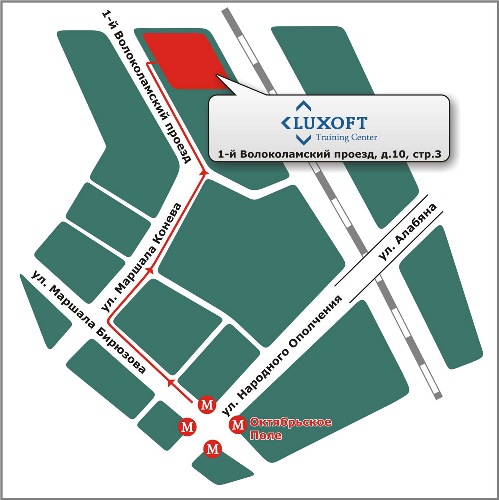 1-й Волоколамский проезд
LUXOFT
Training Center
1-й Волоколамский проезд, д.10, стр.3
ул. Маршала Конева
ул. Алабяна
ул. Маршала Бирюзова
ул. Народного Ополчения
М
М
М
М
Октябрьское
Поле